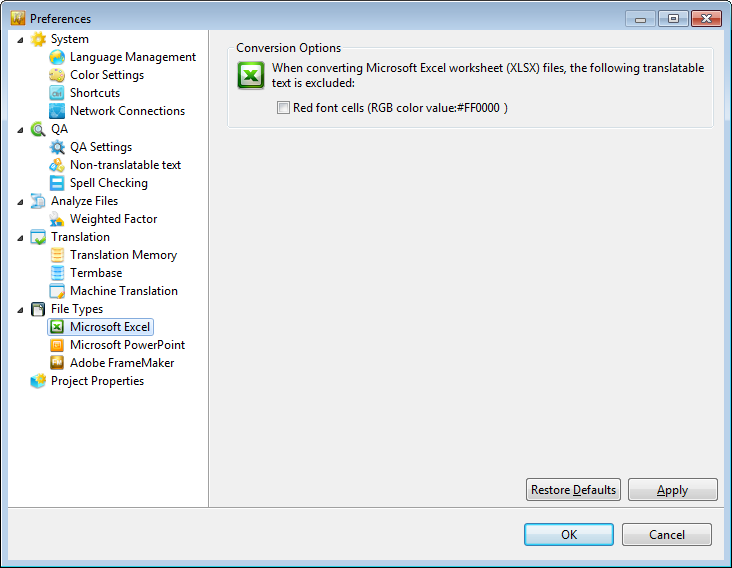 Preferences
System
Language Management
Color Settings
Shortcuts
Network Connections
QA
QA Settings
Non-translatable text
Spell Checking
Analyze Files
Weighted Factor
Translation
Translation Memory
Termbase
Machine Translation
File Types
Microsoft Excel
Microsoft PowerPoint
Adobe FrameMaker
Project Properties
Conversion Options
When converting Microsoft Excel worksheet (XLSX) files, the following translatable
text is excluded:
Red font cells (RGB color value:#FF0000 )
Restore Defaults
Apply
OK
Cancel